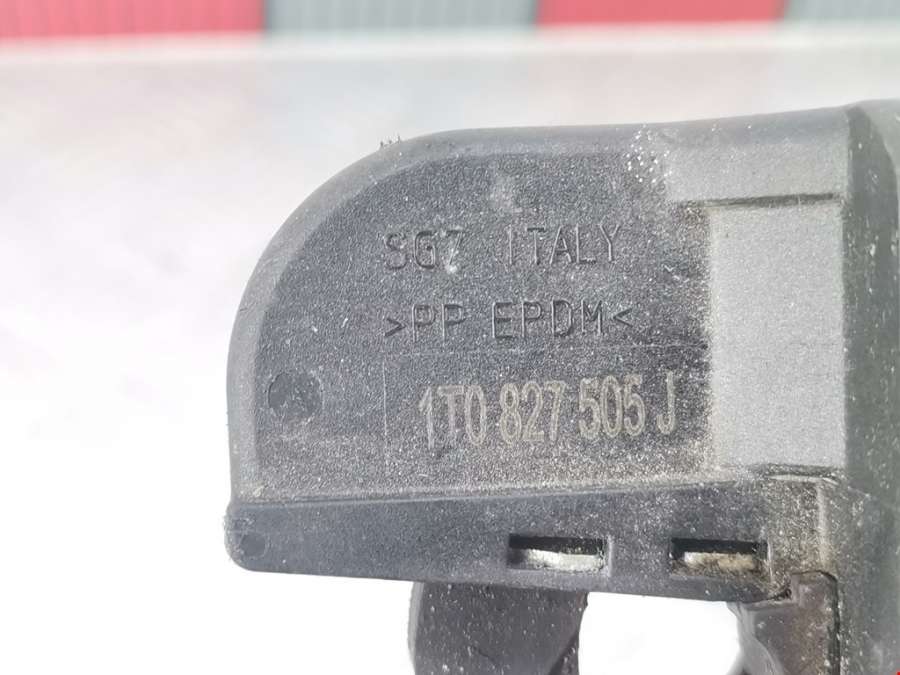 SG7 ITALY
>PP EPDM<
1T0 827 505 J